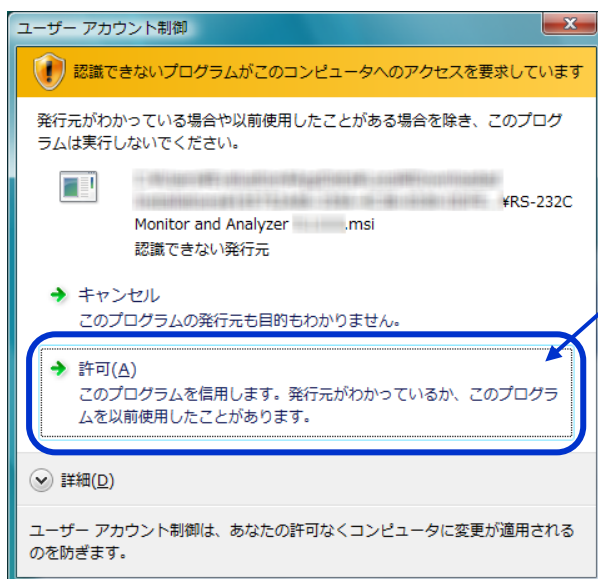 ユーザー アカウント制御
認識できないプログラムがこのコンピュータへのアクセスを要求しています
発行元がわかっている場合や以前使用したことがある場合を除き、このプログ
ラムは実行しないでください。
¥RS-232C
Monitor and Analyzer .msi
認識できない発行元
キャンセル
このプログラムの発行元も目的もわかりません。
許可(A)
このプログラムを信用します。発行元がわかっているか、このプログラ
ムを以前使用したことがあります。
詳細(D)
ユーザー アカウント制御は、あなたの許可なくコンピュータに変更が適用される
のを防ぎます。